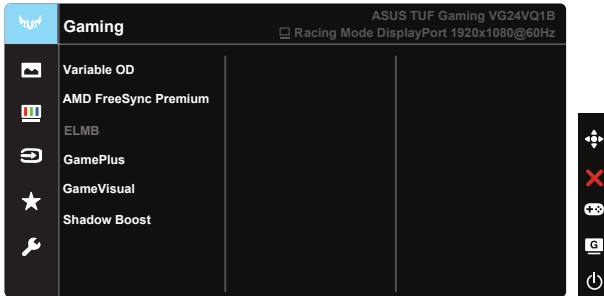 Gaming
ASUS TUF Gaming VG24VQ1B
Racing Mode DisplayPort 1920x1080@60Hz
Variable OD
AMD FreeSync Premium
ELMB
GamePlus
GameVisual
Shadow Boost
G